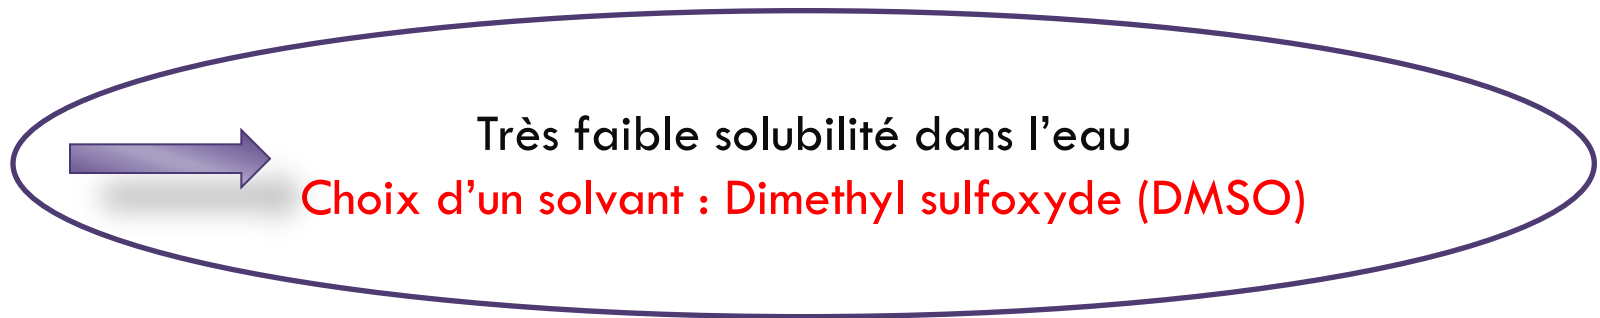 Très faible solubilité dans l’eau
Choix d’un solvant : Dimethyl sulfoxyde (DMSO)